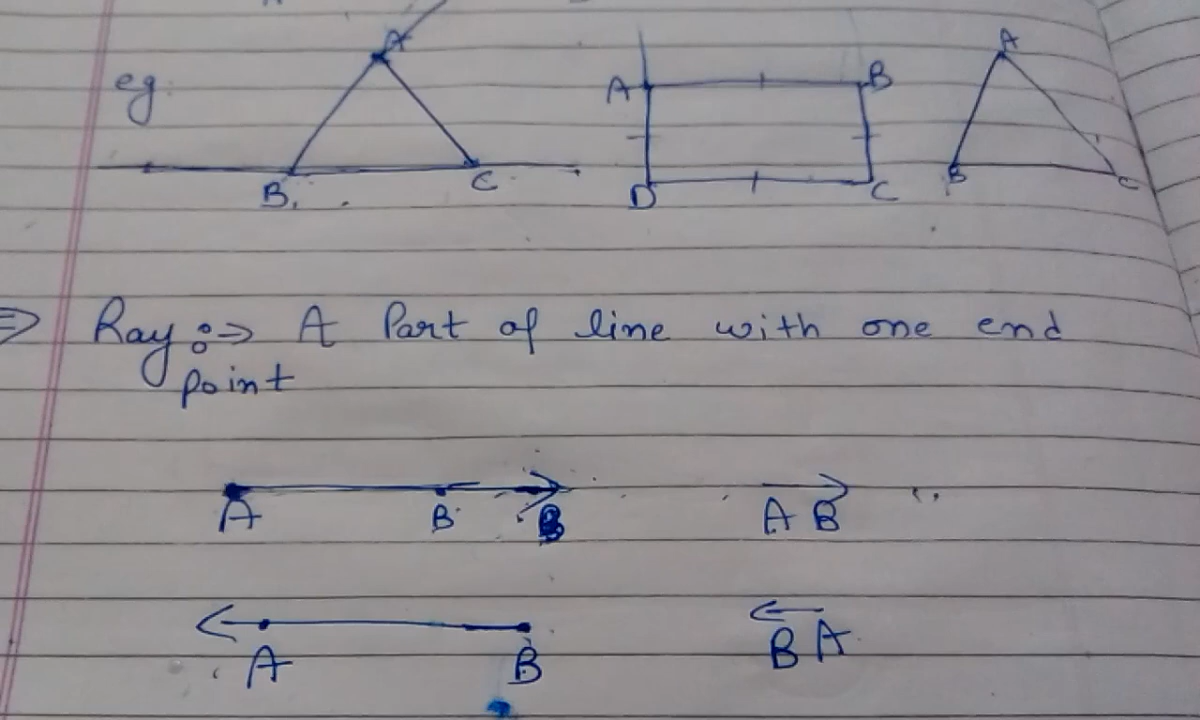 eg:
A A B A
B C D C B C
⇒ Ray :⇒ A Part of line with one end
point
A B B AB
A B BA